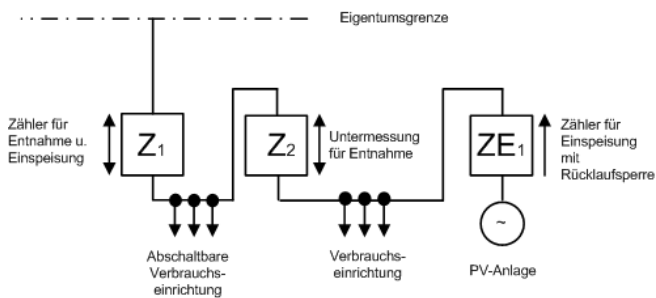 Eigentumsgrenze
Zähler für
Entnahme u.
Einspeisung
Z1
Z2
Untermessung
für Entnahme
ZE1
Zähler für
Einspeisung
mit
Rücklaufsperre
Abschaltbare
Verbrauchs-
einrichtung
Verbrauchs-
einrichtung
~
PV-Anlage